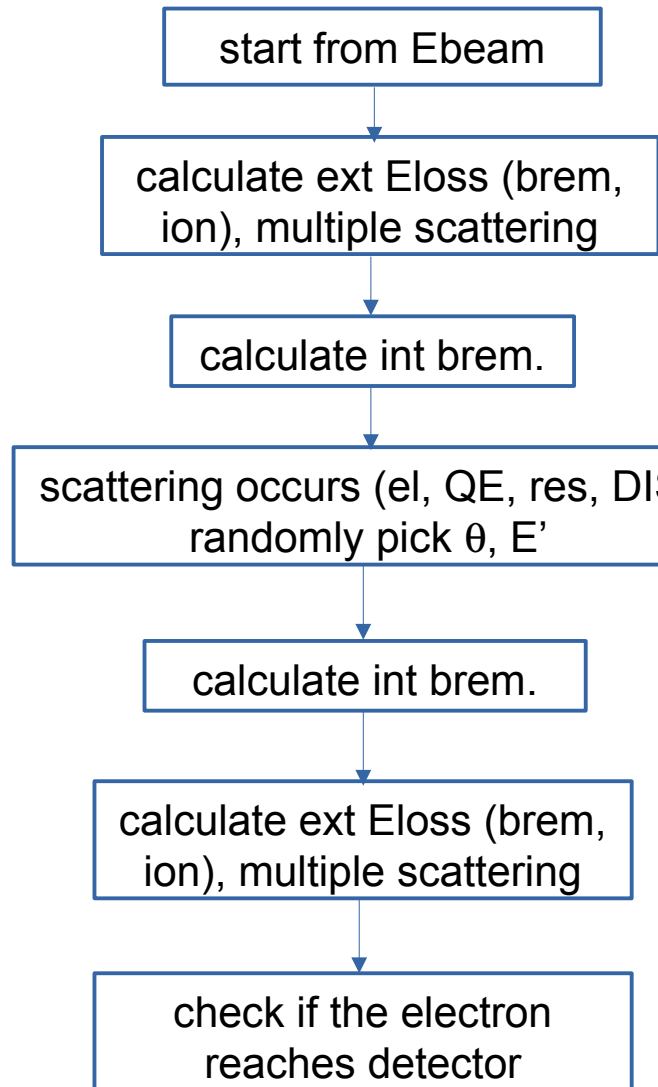 start from Ebeam
calculate ext Eloss (brem,
ion), multiple scattering
calculate int brem.
scattering occurs (el, QE, res, DIS
randomly pick θ, E’
calculate int brem.
calculate ext Eloss (brem,
ion), multiple scattering
check if the electron
reaches detector